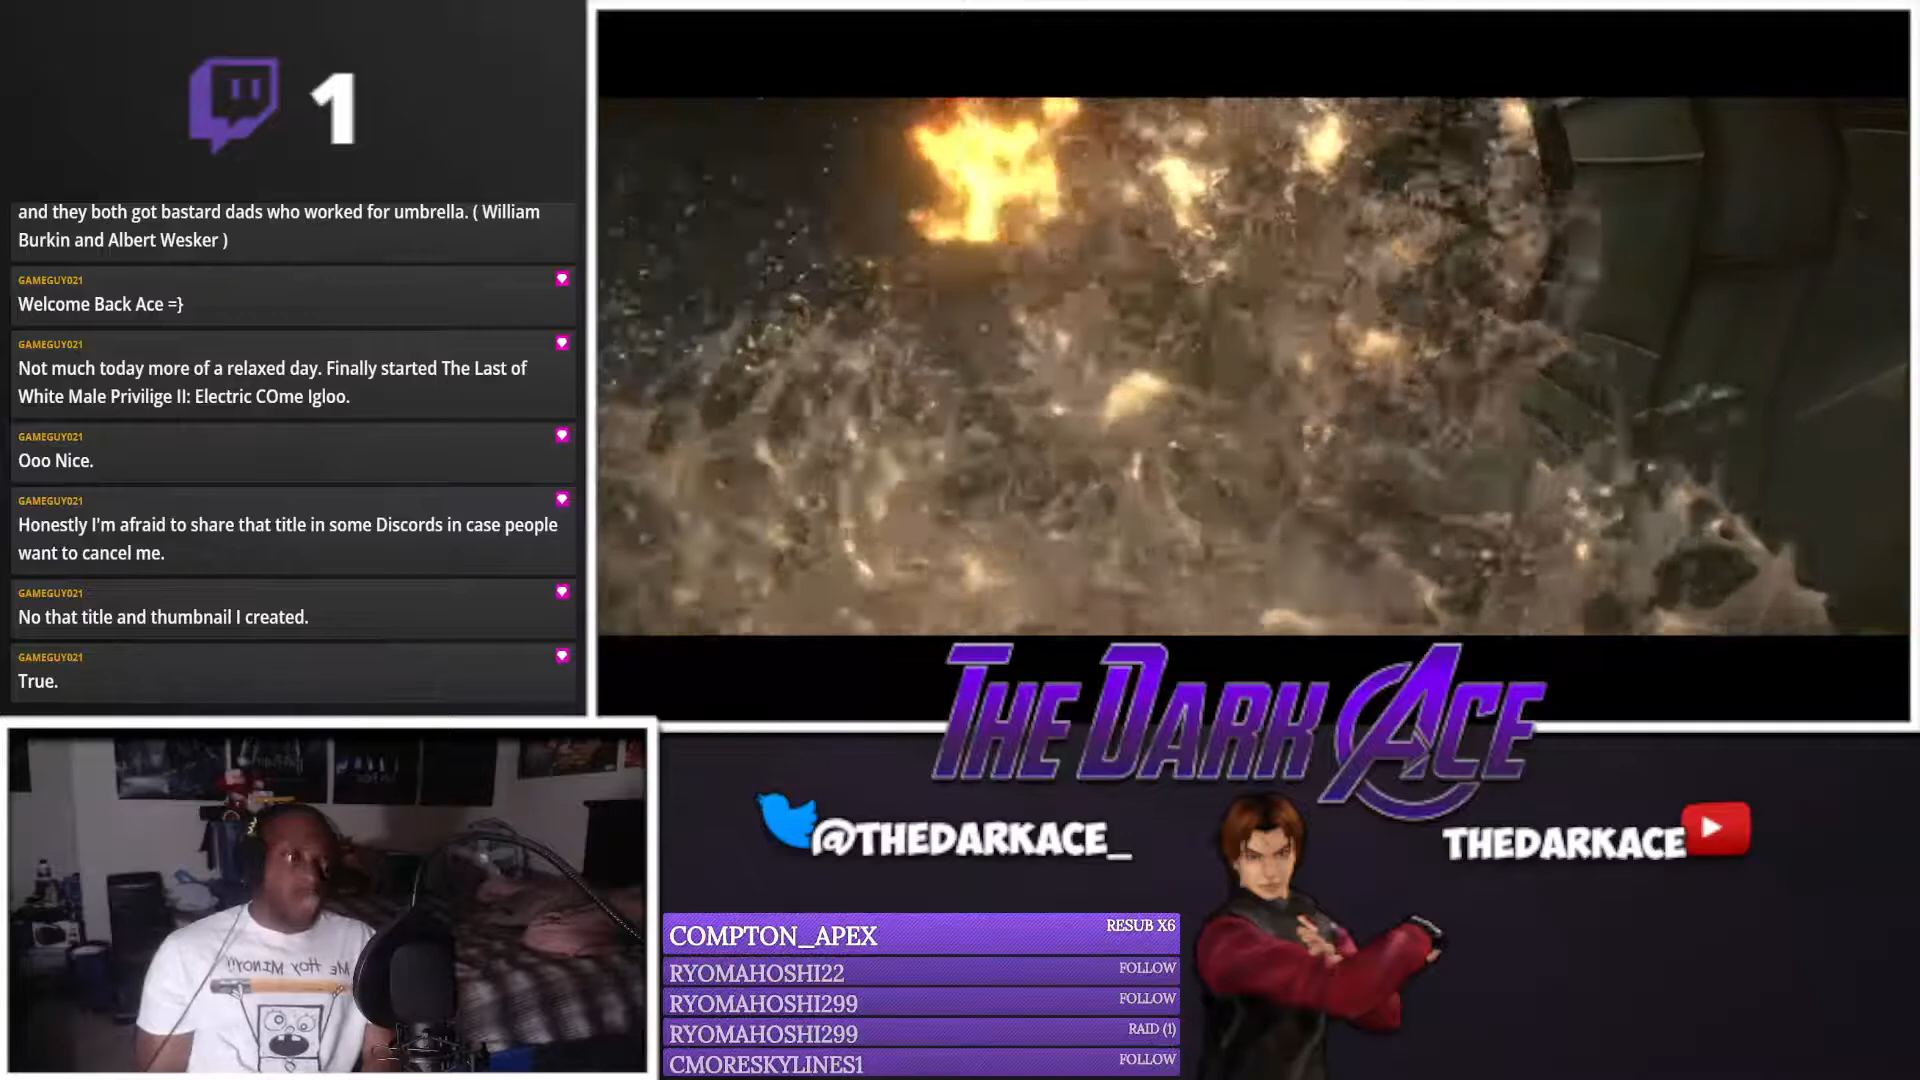 1
and they both got bastard dads who worked for umbrella. ( William
Burkin and Albert Wesker )
GAMEGUY021
Welcome Back Ace =}
GAMEGUY021
Not much today more of a relaxed day. Finally started The Last of
White Male Privilige II: Electric COme Igloo.
GAMEGUY021
Ooo Nice.
GAMEGUY021
Honestly I'm afraid to share that title in some Discords in case people
want to cancel me.
GAMEGUY021
No that title and thumbnail I created.
GAMEGUY021
True.
THE DARK ACE
@THEDARKACE_
THEDARKACE
COMPTON_APEX RESUB X6
RYOMAHOSHI22 FOLLOW
RYOMAHOSHI299 FOLLOW
RYOMAHOSHI299 RAID (1)
CMORESKYLINES1 FOLLOW
Me Hoy Minoy!